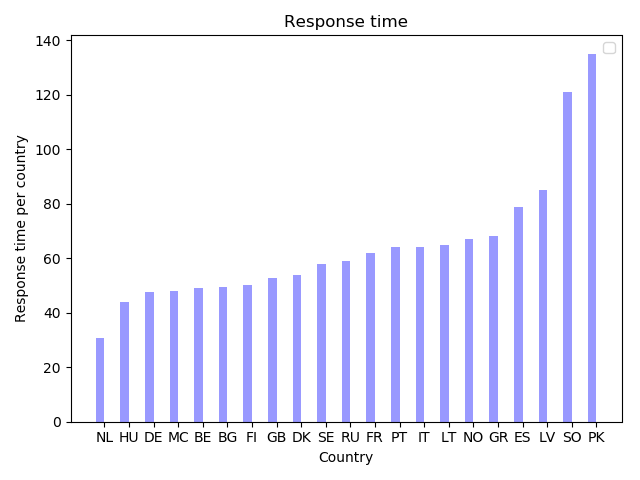 Response time
140
120
100
80
60
40
20
0
Response time per country
NL HU DE MC BE BG FI GB DK SE RU FR PT IT LT NO GR ES LV SO PK
Country